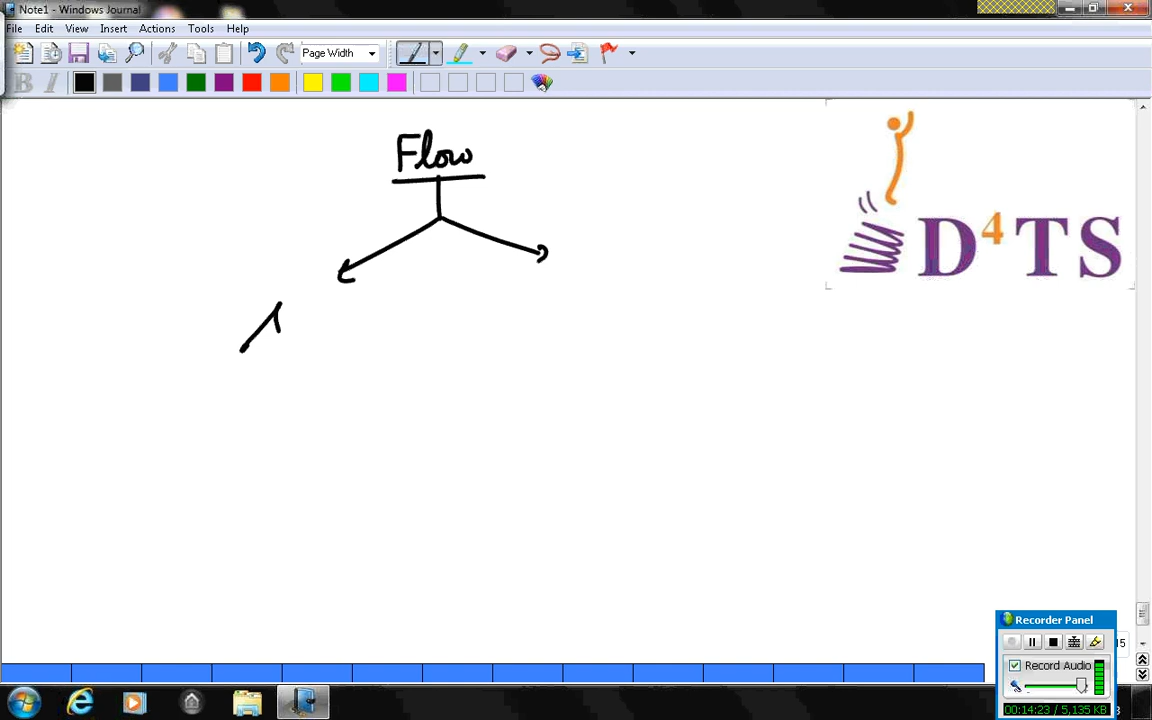 Note1 - Windows Journal
File Edit View Insert Actions Tools Help
Page Width
B I
Flow
D4TS
Recorder Panel
Record Audio
00:14:23 / 5,135 KB